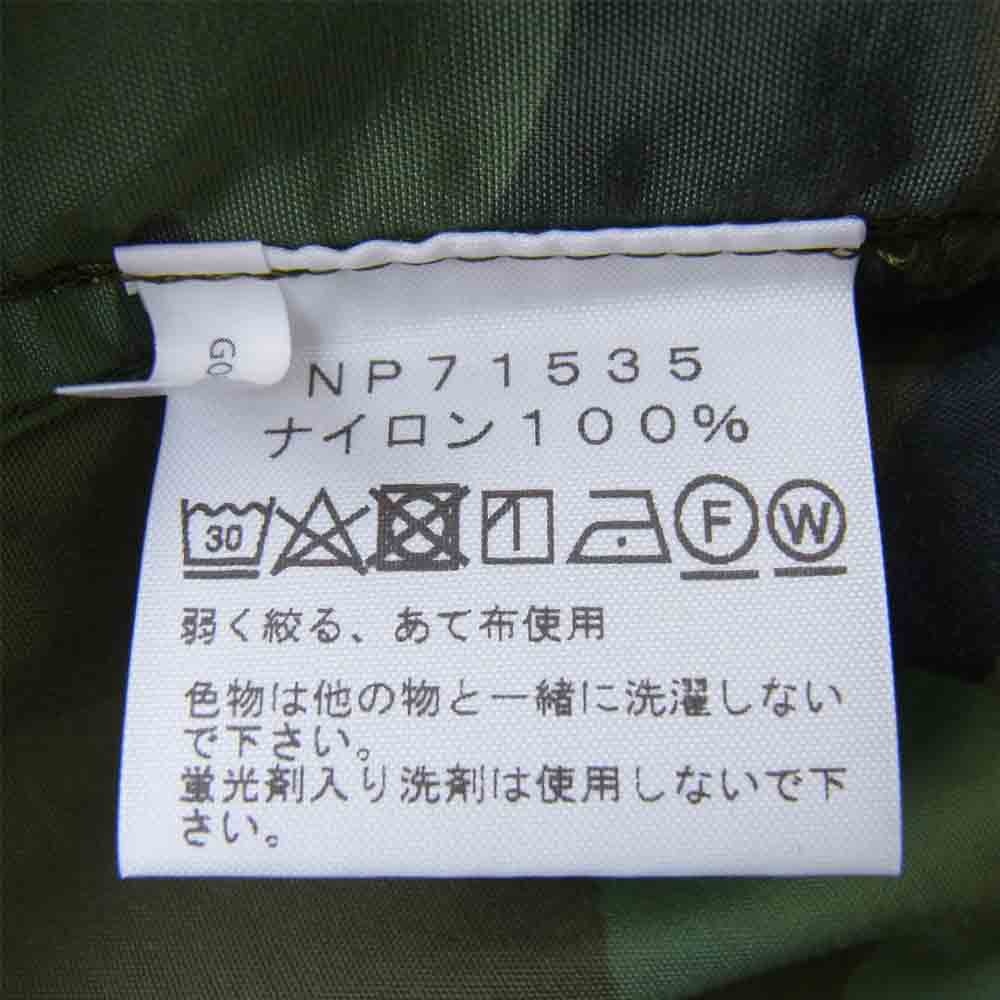 GO
NP71535
ナイロン100%
30 F W
弱く絞る、あて布使用
色物は他の物と一緒に洗濯しない
で下さい。
蛍光剤入り洗剤は使用しないで下
さい。